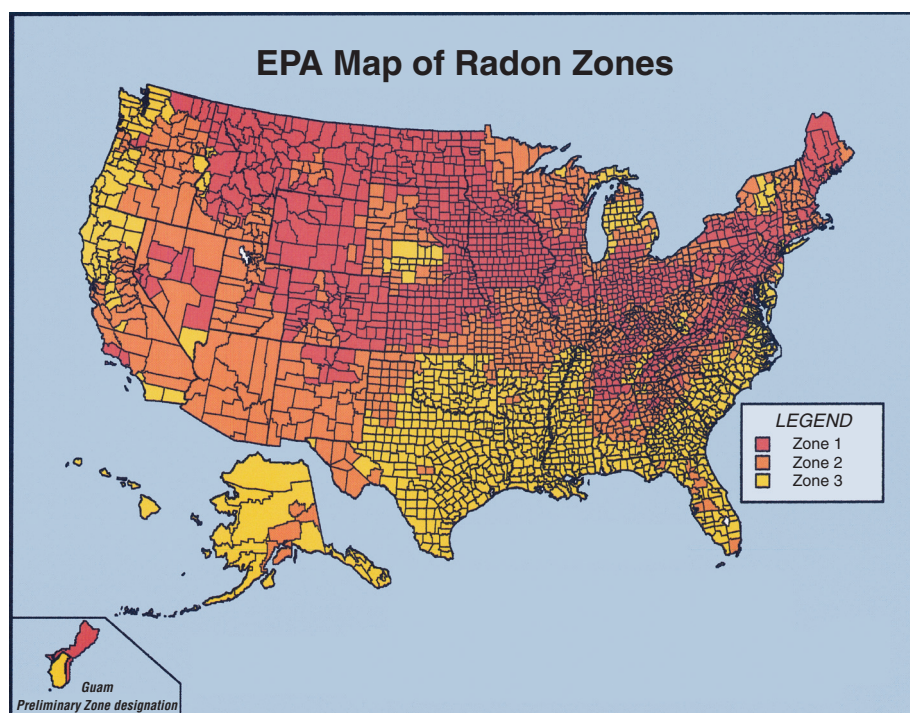 EPA Map of Radon Zones
LEGEND
Zone 1
Zone 2
Zone 3
Guam
Preliminary Zone designation